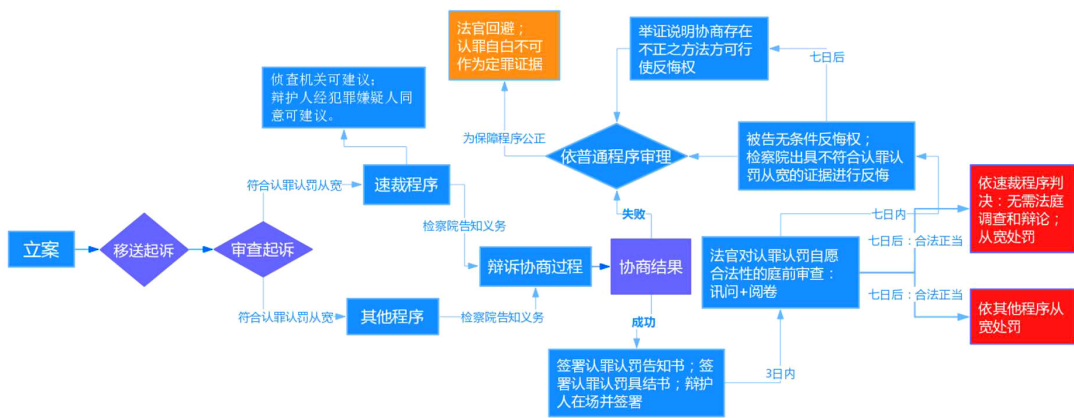 法官回避；
认罪自白不可
作为定罪证据
举证说明协商存在
不正之方法方可行
使反悔权
七日后
侦查机关可建议；
辩护人经犯罪嫌疑人同
意可建议。
为保障程序公正
依普通程序审理
被告无条件反悔权；
检察院出具不符合认罪认
罚从宽的证据进行反悔
符合认罪认罚从宽
速裁程序
检察院告知义务
失败
七日内
依速裁程序判
决：无需法庭
调查和辩论；
从宽处罚
立案
移送起诉
审查起诉
辩诉协商过程
协商结果
法官对认罪认罚自愿
合法性的庭前审查：
讯问+阅卷
七日后：合法正当
七日后：合法正当
符合认罪认罚从宽
其他程序
检察院告知义务
成功
依其他程序从
宽处罚
签署认罪认罚告知书；签
署认罪认罚具结书；辩护
人在场并签署
3日内